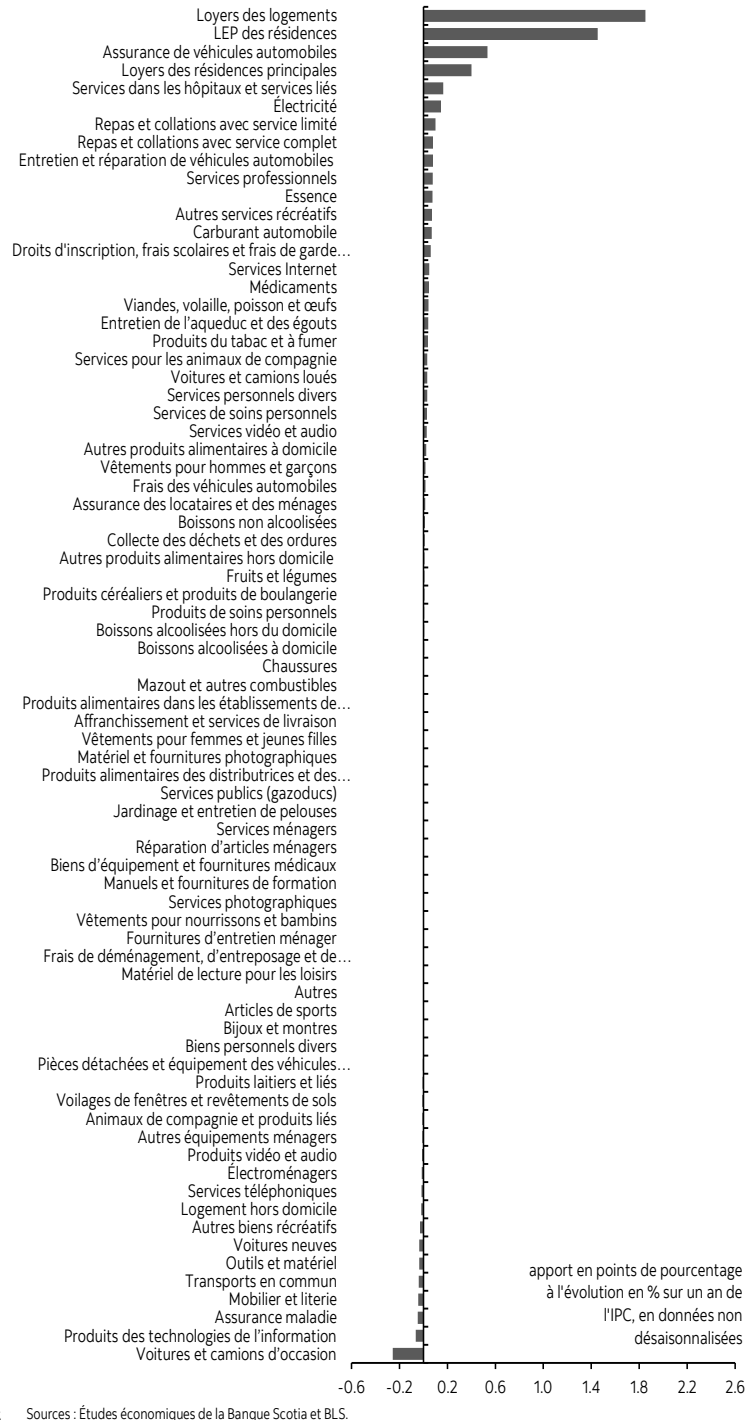 Loyers des logements
LEP des résidences
Assurance de véhicules automobiles
Loyers des résidences principales
Services dans les hôpitaux et services liés
Électricité
Repas et collations avec service limité
Repas et collations avec service complet
Entretien et réparation de véhicules automobiles
Services professionnels
Essence
Autres services récréatifs
Carburant automobile
Droits d'inscription, frais scolaires et frais de garde…
Services Internet
Médicaments
Viandes, volaille, poisson et œufs
Entretien de l’aqueduc et des égouts
Produits du tabac et à fumer
Services pour les animaux de compagnie
Voitures et camions loués
Services personnels divers
Services de soins personnels
Services vidéo et audio
Autres produits alimentaires à domicile
Vêtements pour hommes et garçons
Frais des véhicules automobiles
Assurance des locataires et des ménages
Boissons non alcoolisées
Collecte des déchets et des ordures
Autres produits alimentaires hors domicile
Fruits et légumes
Produits céréaliers et produits de boulangerie
Produits de soins personnels
Boissons alcoolisées hors du domicile
Boissons alcoolisées à domicile
Chaussures
Mazout et autres combustibles
Produits alimentaires dans les établissements de…
Affranchissement et services de livraison
Vêtements pour femmes et jeunes filles
Matériel et fournitures photographiques
Produits alimentaires des distributrices et des…
Services publics (gazoducs)
Jardinage et entretien de pelouses
Services ménagers
Réparation d’articles ménagers
Biens d’équipement et fournitures médicaux
Manuels et fournitures de formation
Services photographiques
Vêtements pour nourrissons et bambins
Fournitures d’entretien ménager
Frais de déménagement, d’entreposage et de…
Matériel de lecture pour les loisirs
Autres
Articles de sports
Bijoux et montres
Biens personnels divers
Pièces détachées et équipement des véhicules…
Produits laitiers et liés
Voilages de fenêtres et revêtements de sols
Animaux de compagnie et produits liés
Autres équipements ménagers
Produits vidéo et audio
Électroménagers
Services téléphoniques
Logement hors domicile
Autres biens récréatifs
Voitures neuves
Outils et matériel
Transports en commun
Mobilier et literie
Assurance maladie
Produits des technologies de l’information
Voitures et camions d’occasion
apport en points de pourcentage
à l'évolution en % sur un an de
l'IPC, en données non
désaisonnalisées
-0.6 -0.2 0.2 0.6 1.0 1.4 1.8 2.2 2.6
Sources : Études économiques de la Banque Scotia et BLS.